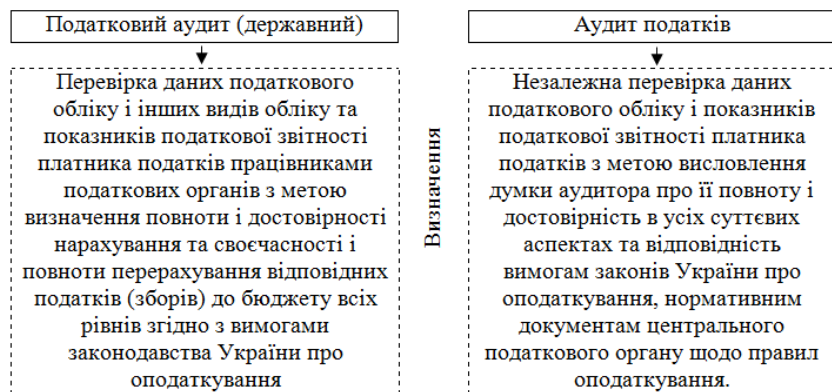 Податковий аудит (державний)
Перевірка даних податкового
обліку і інших видів обліку та
показників податкової звітності
платника податків працівниками
податкових органів з метою
визначення повноти і достовірності
нарахування та своєчасності і
повноти перерахування відповідних
податків (зборів) до бюджету всіх
рівнів згідно з вимогами
законодавства України про
оподаткування
Визначення
Аудит податків
Незалежна перевірка даних
податкового обліку і показників
податкової звітності платника
податків з метою висловлення
думки аудитора про її повноту і
достовірність в усіх суттєвих
аспектах та відповідність
вимогам законів України про
оподаткування, нормативним
документам центрального
податкового органу щодо правил
оподаткування.